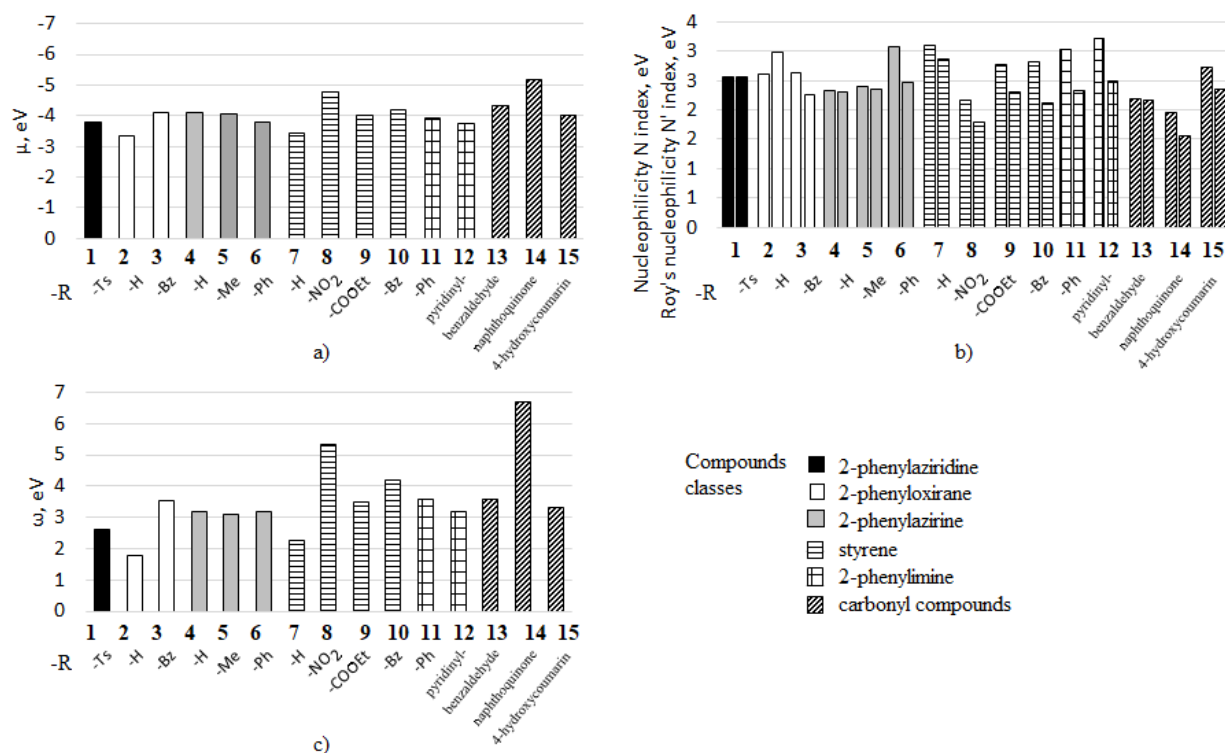 -7
-6
-5
-4
-3
-2
-1
0
μ, eV
1 2 3 4 5 6 7 8 9 10 11 12 13 14 15
-R -Ts -H -Bz -H -Me -Ph -H -NO2 -COOEt -Bz -Ph pyridinyl- benzaldehyde naphthoquinone 4-hydroxycoumarin
a)
4
3
3
2
2
1
1
0
Nucleophilicity N index, eV
Roy's nucleophilicity N' index, eV
1 2 3 4 5 6 7 8 9 10 11 12 13 14 15
-R -Ts -H -Bz -H -Me -Ph -H -NO2 -COOEt -Bz -Ph pyridinyl- benzaldehyde naphthoquinone 4-hydroxycoumarin
b)
7
6
5
4
3
2
1
0
ω, eV
1 2 3 4 5 6 7 8 9 10 11 12 13 14 15
-R -Ts -H -Bz -H -Me -Ph -H -NO2 -COOEt -Bz -Ph pyridinyl- benzaldehyde naphthoquinone 4-hydroxycoumarin
c)
Compounds
classes
2-phenylaziridine
2-phenyloxirane
2-phenylazirine
styrene
2-phenylimine
carbonyl compounds